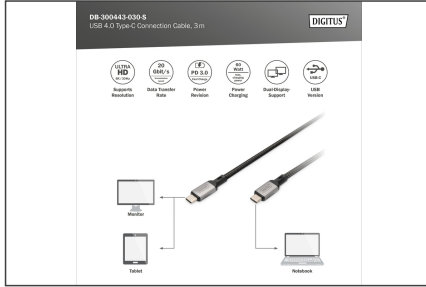 DB-300443-030-S
USB 4.0 Type-C Connection Cable, 3 m
DIGITUS®
ULTRA
HD
20
Gbit/s
PD 3.0
60
Watt
USB-C
Supports
Resolution
Data Transfer
Rate
Power
Revision
Power
Charging
Dual-Display-
Support
USB
Version
Monitor
Tablet
Notebook